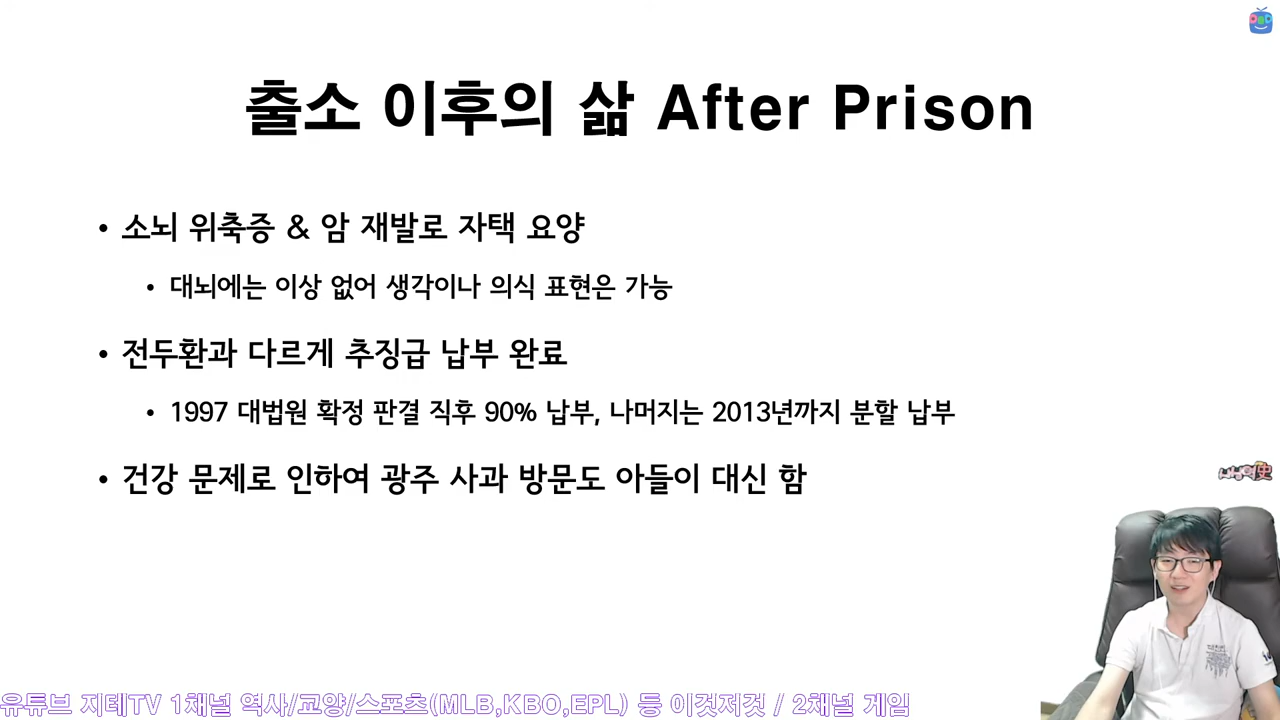 출소 이후의 삶 After Prison
• 소뇌 위축증 & 암 재발로 자택 요양
• 대뇌에는 이상 없어 생각이나 의식 표현은 가능
• 전두환과 다르게 추징급 납부 완료
• 1997 대법원 확정 판결 직후 90% 납부, 나머지는 2013년까지 분할 납부
• 건강 문제로 인하여 광주 사과 방문도 아들이 대신 함
유튜브 지테TV 1채널 역사/교양/스포츠(MLB,KBO,EPL) 등 이것저것 / 2채널 게임